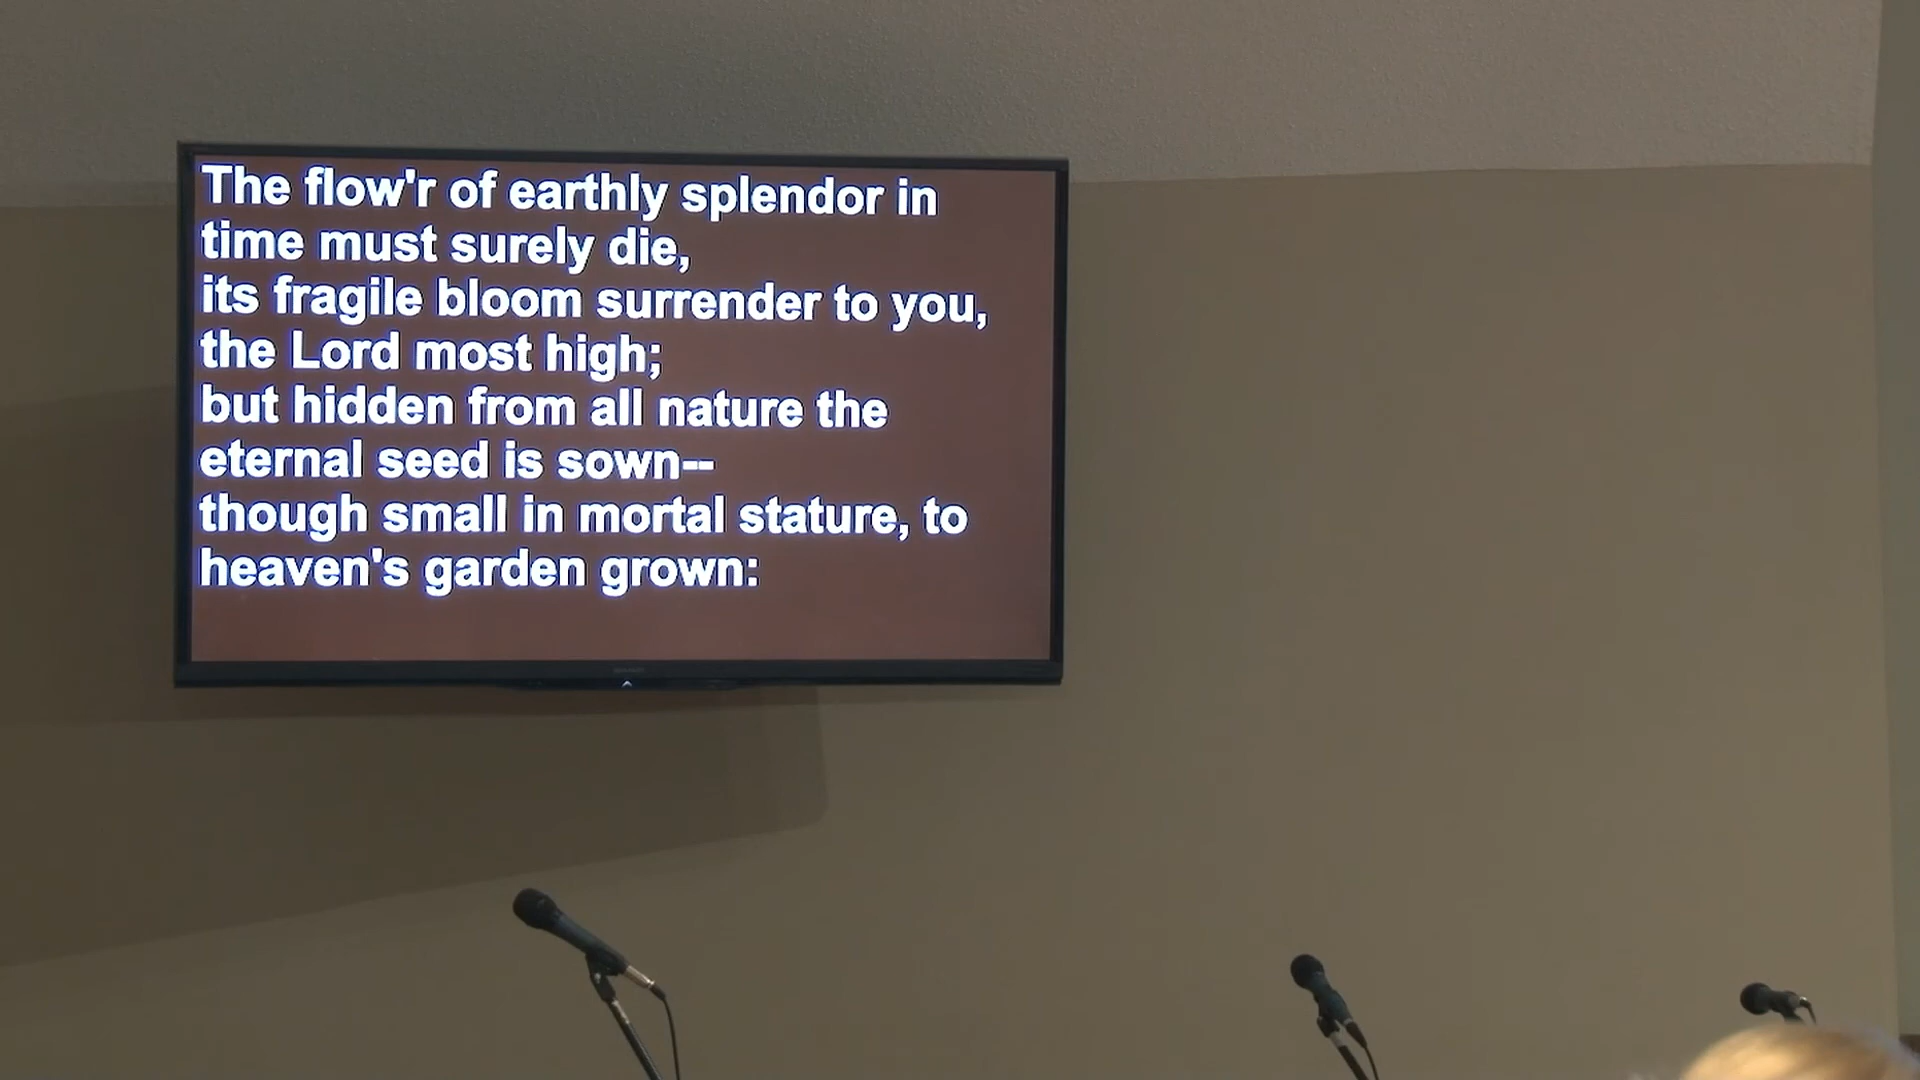 The flow'r of earthly splendor in
time must surely die,
its fragile bloom surrender to you,
the Lord most high;
but hidden from all nature the
eternal seed is sown--
though small in mortal stature, to
heaven's garden grown: